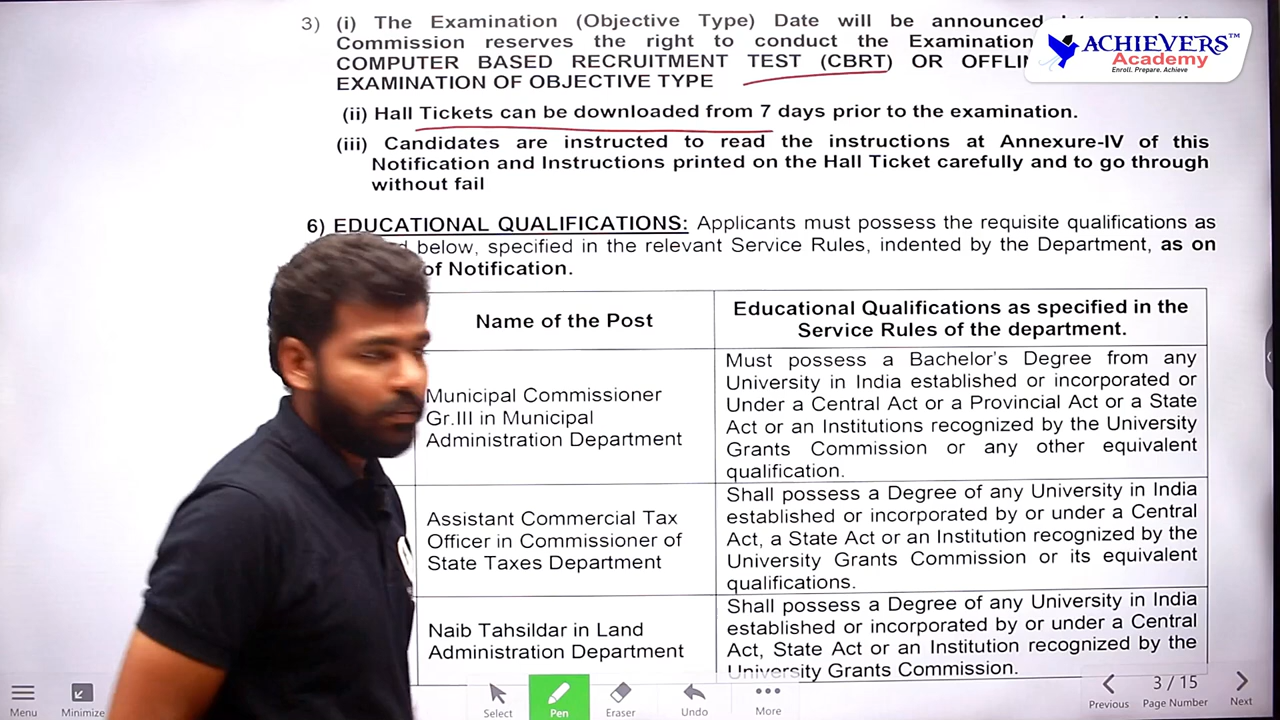 3) (i) The Examination (Objective Type) Date will be announced
Commission reserves the right to conduct the Examination
COMPUTER BASED RECRUITMENT TEST (CBRT) OR
EXAMINATION OF OBJECTIVE TYPE
(ii) Hall Tickets can be downloaded from 7 days prior to the examination.
(iii) Candidates are instructed to read the instructions at Annexure-IV of this
Notification and Instructions printed on the Hall Ticket carefully and to go through
without fail
ACHIEVERS™
Academy
Enroll. Prepare. Achieve
6) EDUCATIONAL QUALIFICATIONS: Applicants must possess the requisite qualifications as
below, specified in the relevant Service Rules, indented by the Department, as on
of Notification.
Name of the Post
Educational Qualifications as specified in the
Service Rules of the department.
Municipal Commissioner
Gr.III in Municipal
Administration Department
Must possess a Bachelor's Degree from any
University in India established or incorporated or
Under a Central Act or a Provincial Act or a State
Act or an Institutions recognized by the University
Grants Commission or any other equivalent
qualification.
Assistant Commercial Tax
Officer in Commissioner of
State Taxes Department
Shall possess a Degree of any University in India
established or incorporated by or under a Central
Act, a State Act or an Institution recognized by the
University Grants Commission or its equivalent
qualifications.
Naib Tahsildar in Land
Administration Department
Shall possess a Degree of any University in India
established or incorporated by or under a Central
Act, State Act or an Institution recognized by the
University Grants Commission.
Menu
Minimize
Select
Pen
Eraser
Undo
More
Previous
3 / 15
Page Number
Next